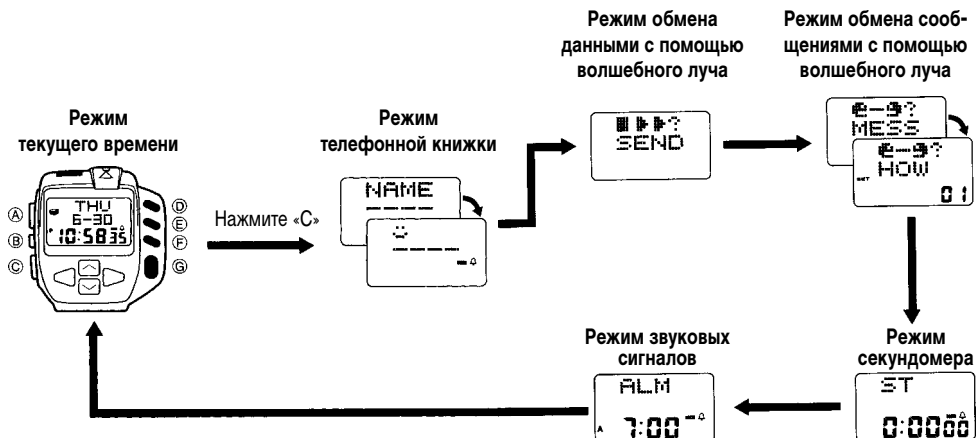 Режим обмена
данными с помощью
волшебного луча
Режим обмена сооб-
щениями с помощью
волшебного луча
Режим
текущего времени
Режим
телефонной книжки
SEND
MESS
HOW
01
THU
6-30
10:58 35
A
B
C
D
E
F
G
Нажмите «C»
NAME
Режим звуковых
сигналов
Режим
секундомера
ALM
A 7:00
ST
0:00 00